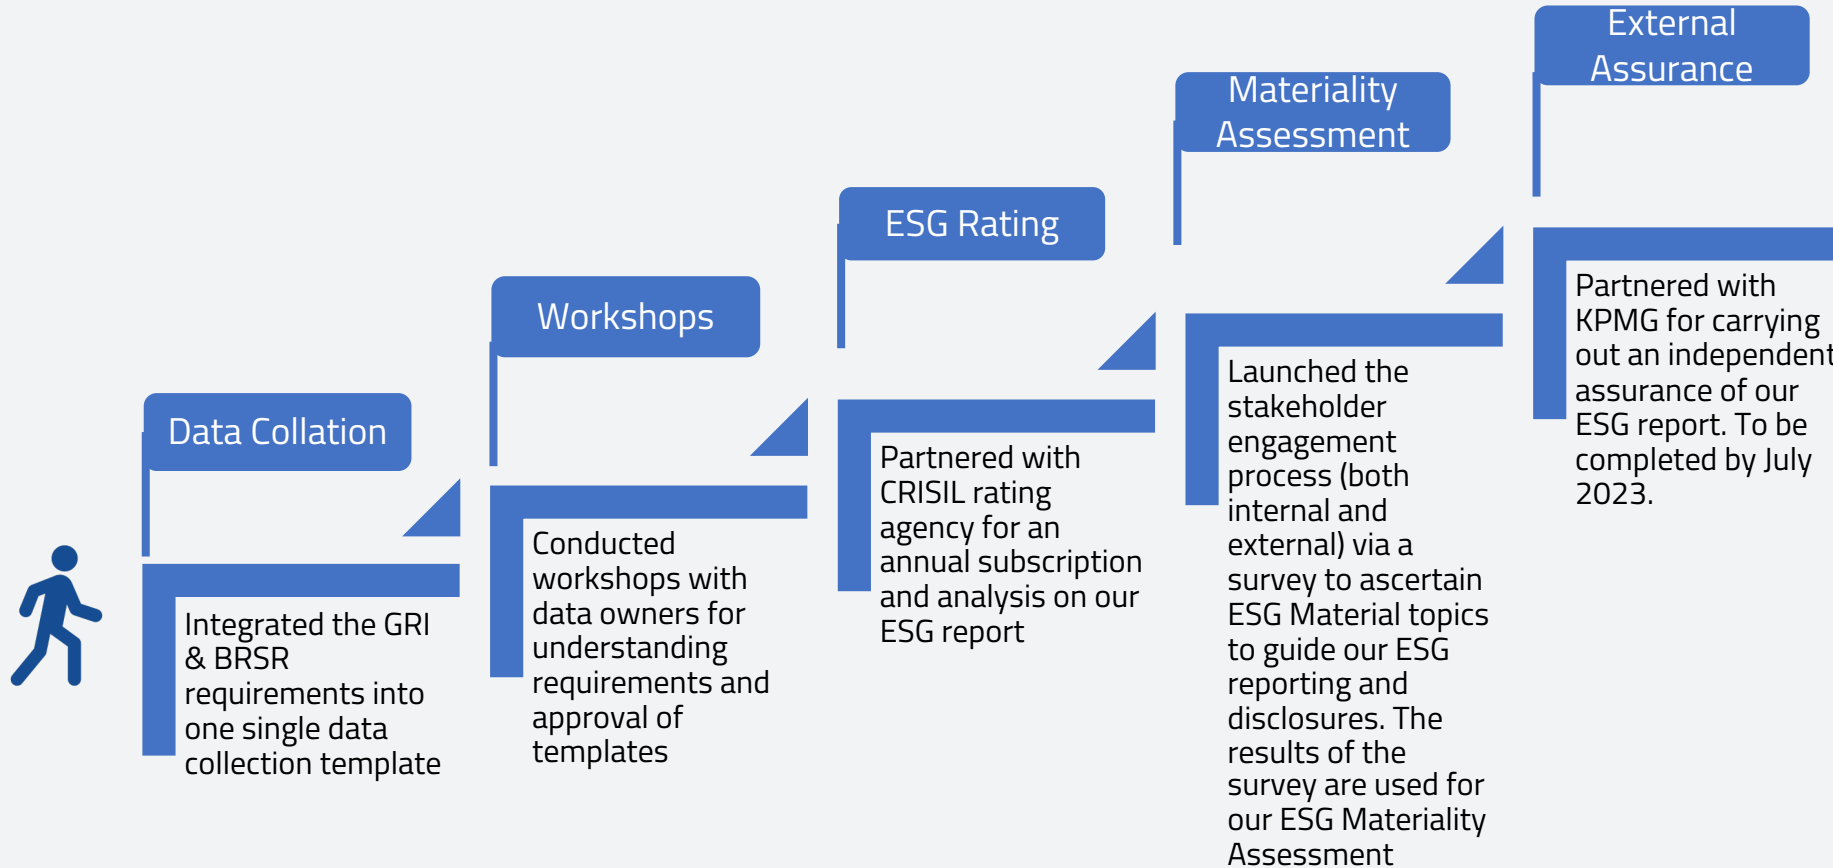 Data Collation
Integrated the GRI
& BRSR
requirements into
one single data
collection template
Workshops
Conducted
workshops with
data owners for
understanding
requirements and
approval of
templates
ESG Rating
Partnered with
CRISIL rating
agency for an
annual subscription
and analysis on our
ESG report
Materiality
Assessment
Launched the
stakeholder
engagement
process (both
internal and
external) via a
survey to ascertain
ESG Material topics
to guide our ESG
reporting and
disclosures. The
results of the
survey are used for
our ESG Materiality
Assessment
External
Assurance
Partnered with
KPMG for carrying
out an independent
assurance of our
ESG report. To be
completed by July
2023.